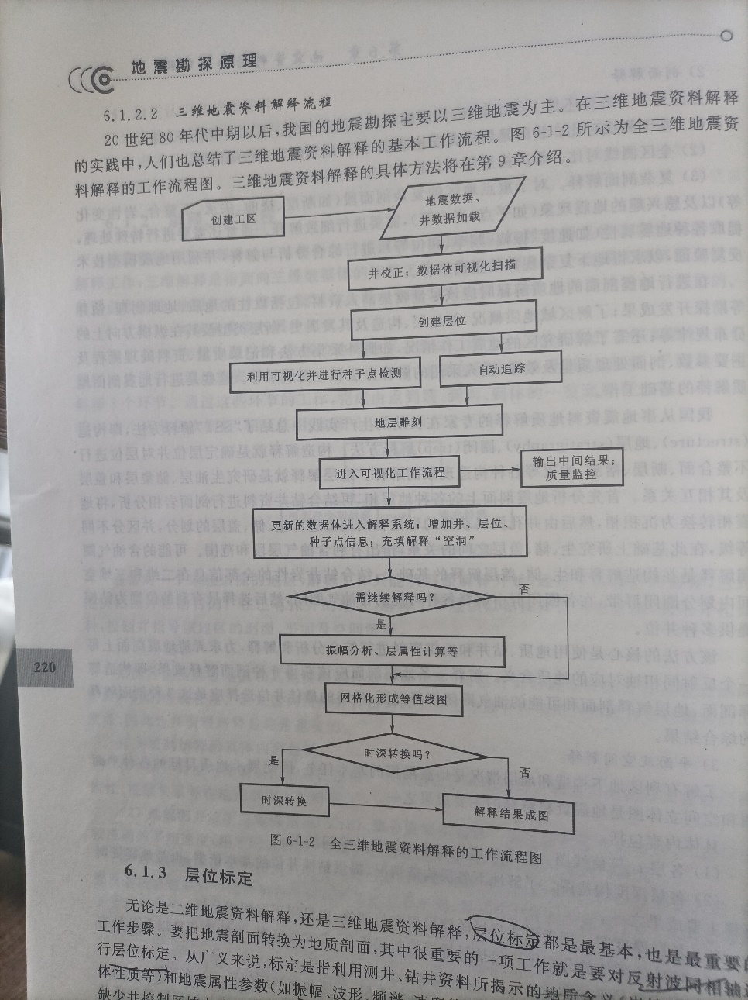 地震勘探原理
6.1.2.2 三维地震资料解释流程
20世纪80年代中期以后,我国的地震勘探主要以三维地震为主。在三维地震资料解释
的实践中,人们也总结了三维地震资料解释的基本工作流程。图6-1-2所示为全三维地震资
料解释的工作流程图。三维地震资料解释的具体方法将在第9章介绍。
创建工区
地震数据、
井数据加载
井校正；数据体可视化扫描
创建层位
利用可视化并进行种子点检测
自动追踪
地层雕刻
进入可视化工作流程
输出中间结果；
质量监控
更新的数据体进入解释系统；增加井、层位、
种子点信息；充填解释“空洞”
需继续解释吗?
否
是
振幅分析、层属性计算等
220
网格化形成等值线图
时深转换吗?
是
否
时深转换
解释结果成图
图 6-1-2 全三维地震资料解释的工作流程图
6.1.3 层位标定
无论是二维地震资料解释,还是三维地震资料解释,层位标定都是最基本,也是最重要的
工作步骤。要把地震剖面转换为地质剖面,其中很重要的一项工作就是要对反射波同相轴进
行层位标定。从广义来说,标定是指利用测井、钻井资料所揭示的地质含义
体性质等)和地震属性参数(如振幅、波形、频谱、速度
缺少井控制区域